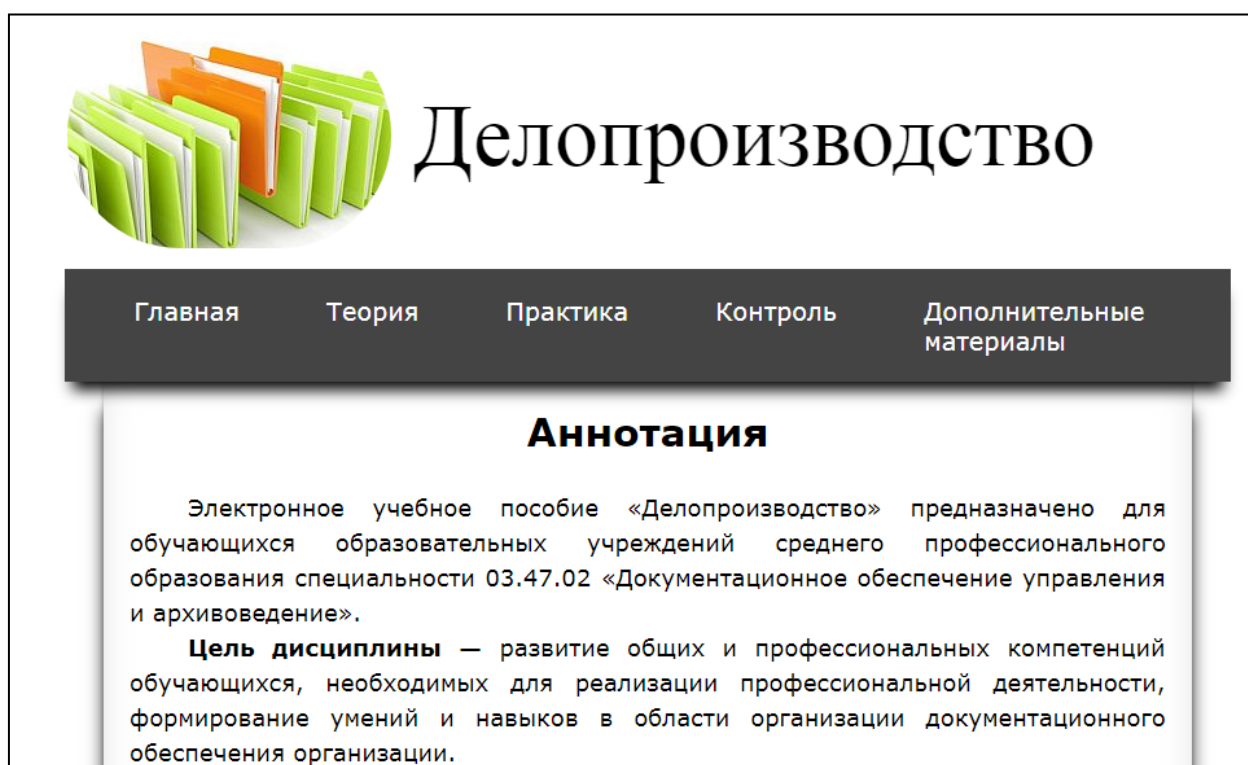 Делопроизводство
Главная Теория Практика Контроль Дополнительные
материалы
Аннотация
Электронное учебное пособие «Делопроизводство» предназначено для
обучающихся образовательных учреждений среднего профессионального
образования специальности 03.47.02 «Документационное обеспечение управления
и архивоведение».
Цель дисциплины — развитие общих и профессиональных компетенций
обучающихся, необходимых для реализации профессиональной деятельности,
формирование умений и навыков в области организации документационного
обеспечения организации.